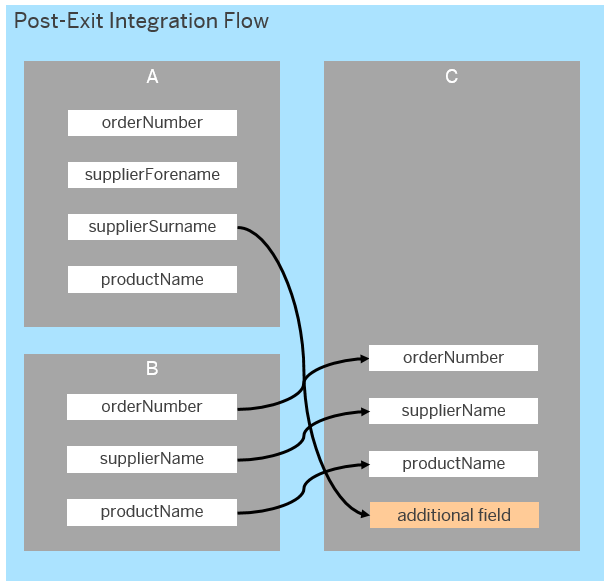 Post-Exit Integration Flow
A
orderNumber
supplierForename
supplierSurname
productName
B
orderNumber
supplierName
productName
C
orderNumber
supplierName
productName
additional field